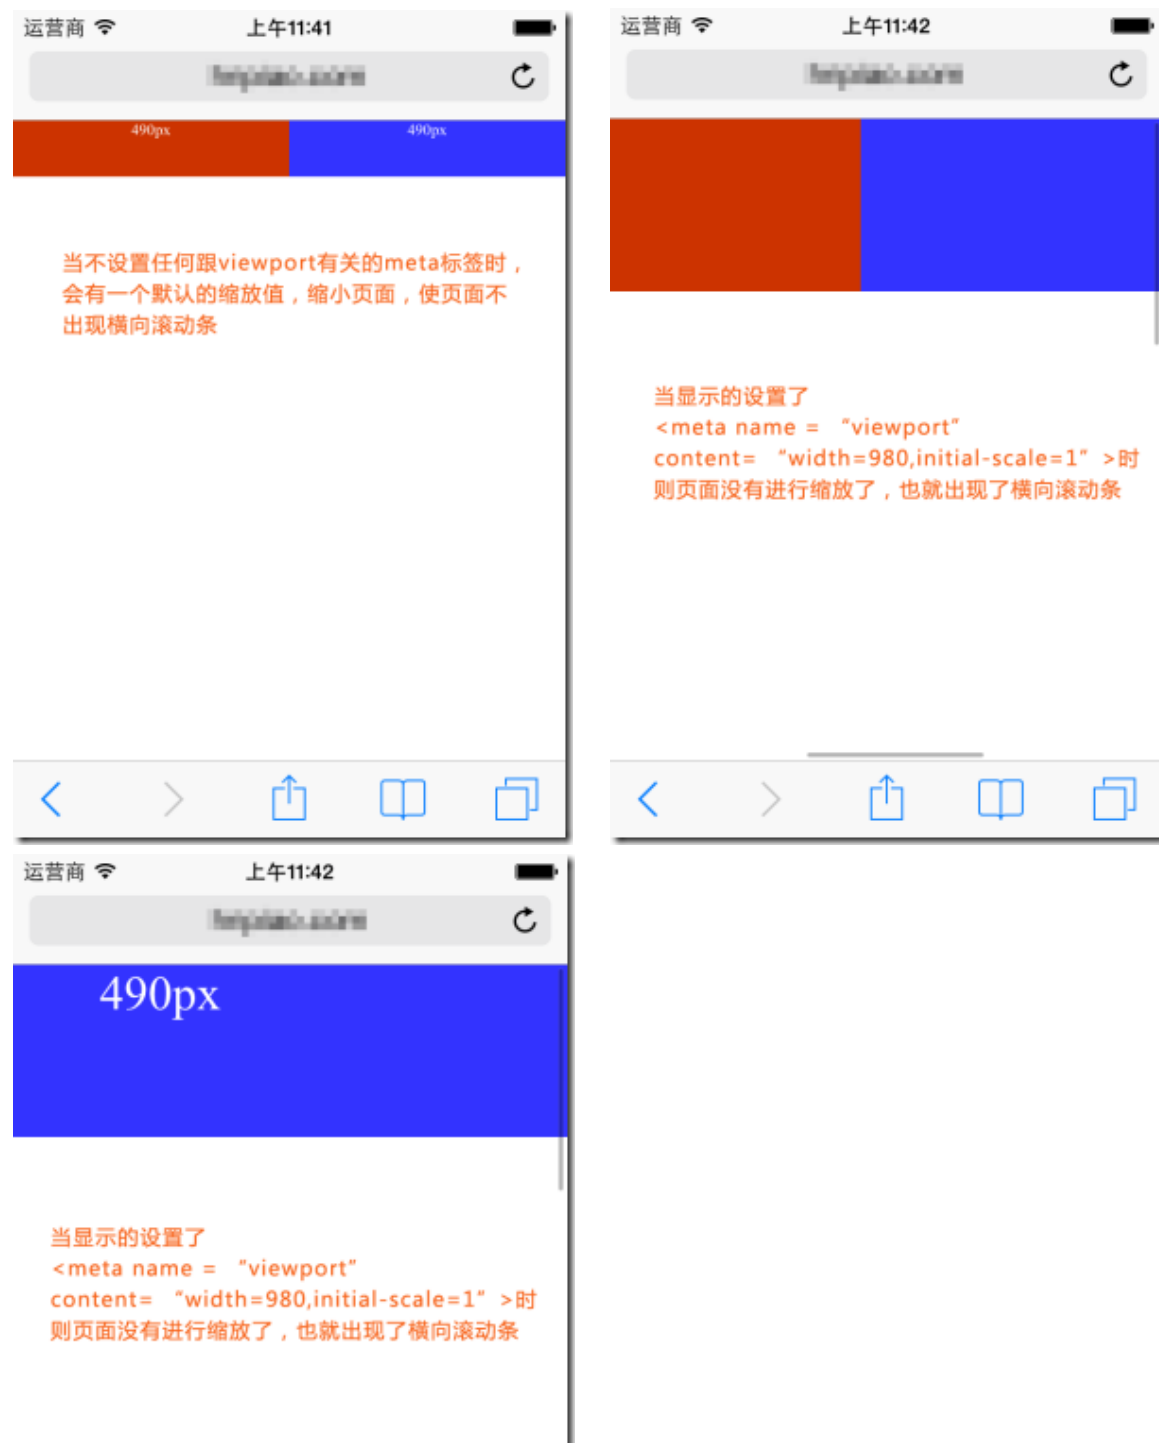 运营商
上午11:41
490px
490px
当不设置任何跟viewport有关的meta标签时，
会有一个默认的缩放值，缩小页面，使页面不
出现横向滚动条
运营商
上午11:42
当显示的设置了
<meta name = “viewport”
content= “width=980,initial-scale=1” >时
则页面没有进行缩放了，也就出现了横向滚动条
运营商
上午11:42
490px
当显示的设置了
<meta name = “viewport”
content= “width=980,initial-scale=1” >时
则页面没有进行缩放了，也就出现了横向滚动条